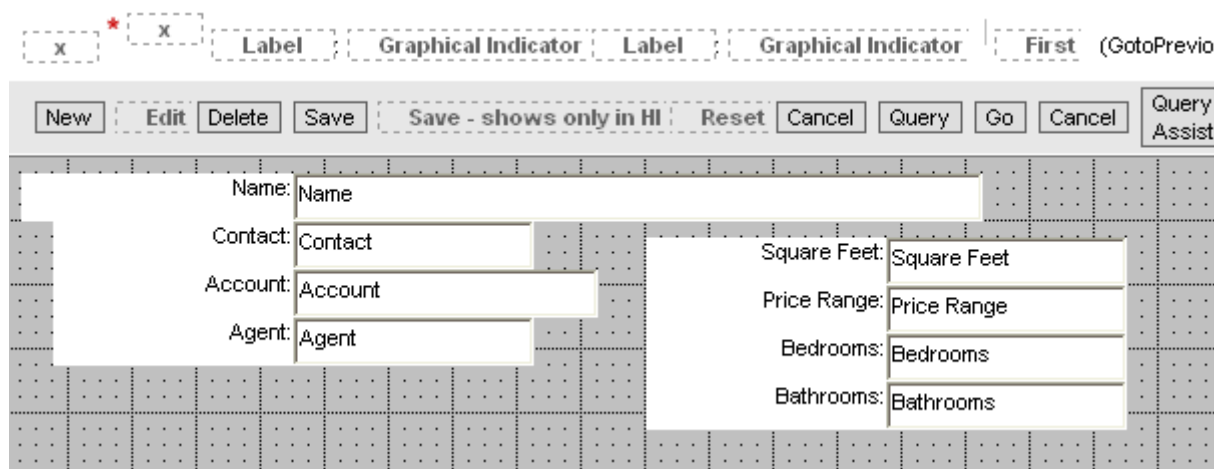 x * x Label : Graphical Indicator Label : Graphical Indicator First (GotoPrevio
New Edit Delete Save Save - shows only in HI Reset Cancel Query Go Cancel Query Assist
Name: Name
Contact: Contact
Square Feet: Square Feet
Account: Account
Price Range: Price Range
Agent: Agent
Bedrooms: Bedrooms
Bathrooms: Bathrooms